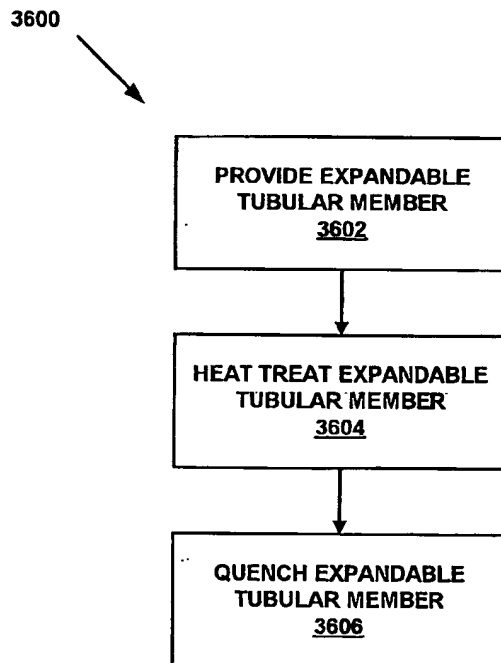 3600
PROVIDE EXPANDABLE
TUBULAR MEMBER
3602
HEAT TREAT EXPANDABLE
TUBULAR MEMBER
3604
QUENCH EXPANDABLE
TUBULAR MEMBER
3606